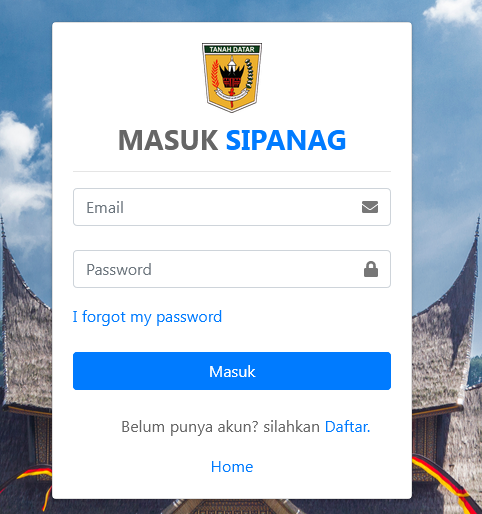 TANAH DATAR
MASUK SIPANAG
Email
Password
I forgot my password
Masuk
Belum punya akun? silahkan Daftar.
Home